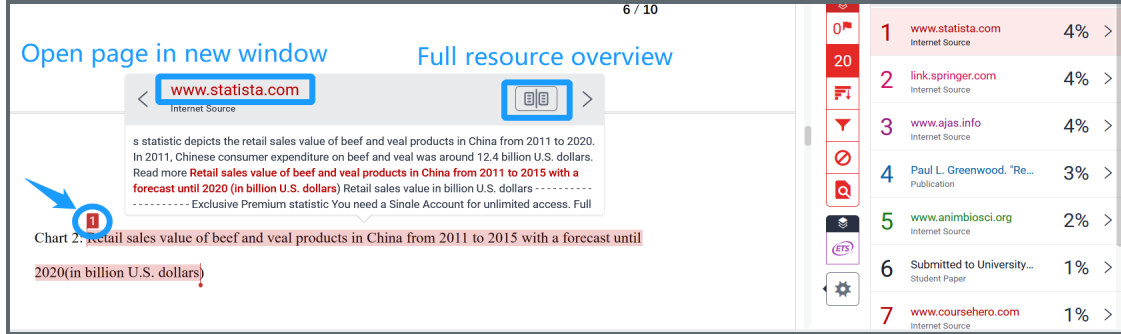 6 / 10
Open page in new window
Full resource overview
www.statista.com
Internet Source
s statistic depicts the retail sales value of beef and veal products in China from 2011 to 2020.
In 2011, Chinese consumer expenditure on beef and veal was around 12.4 billion U.S. dollars.
Read more Retail sales value of beef and veal products in China from 2011 to 2015 with a
forecast until 2020 (in billion U.S. dollars) Retail sales value in billion U.S. dollars - - - - - - - - - -
- - - - - - - - - - Exclusive Premium statistic You need a Single Account for unlimited access. Full
1
Chart 2: Retail sales value of beef and veal products in China from 2011 to 2015 with a forecast until
2020(in billion U.S. dollars)
0
20
ETS
1 www.statista.com 4% >
Internet Source
2 link.springer.com 4% >
Internet Source
3 www.ajas.info 4% >
Internet Source
4 Paul L. Greenwood. "Re... 3% >
Publication
5 www.animbiosci.org 2% >
Internet Source
6 Submitted to University... 1% >
Student Paper
7 www.coursehero.com 1% >
Internet Source